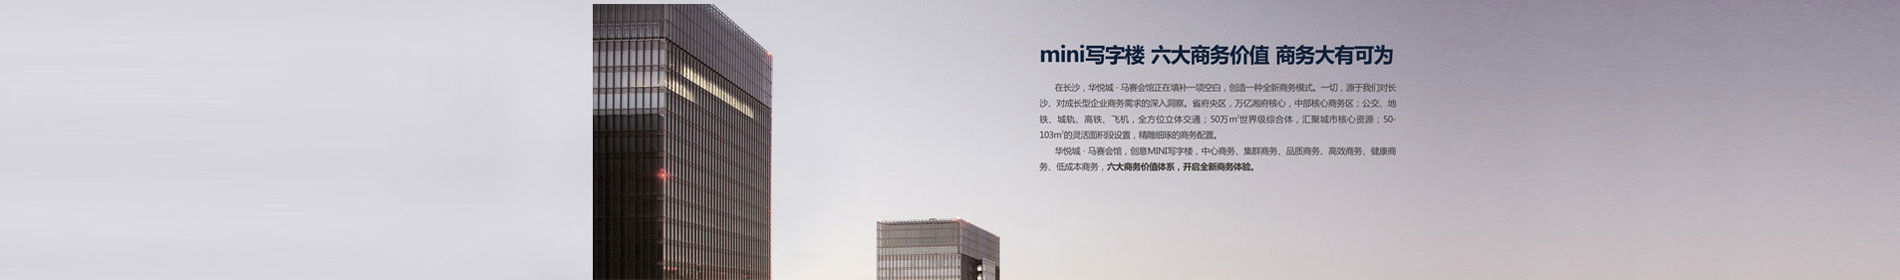 mini写字楼 六大商务价值 商务大有可为
在长沙，华悦城·马赛会馆正在填补一项空白，创造一种全新商务模式。一切，源于我们对长
沙、对成长型企业商务需求的深入洞察。省府央区，万亿湘府核心，中部核心商务区；公交、地
铁、城轨、高铁、飞机，全方位立体交通；50万㎡世界级综合体，汇聚城市核心资源；50-
103㎡的灵活面积段设置，精雕细琢的商务配置。
华悦城·马赛会馆，创意MINI写字楼，中心商务、集群商务、品质商务、高效商务、健康商
务、低成本商务，六大商务价值体系，开启全新商务体验。